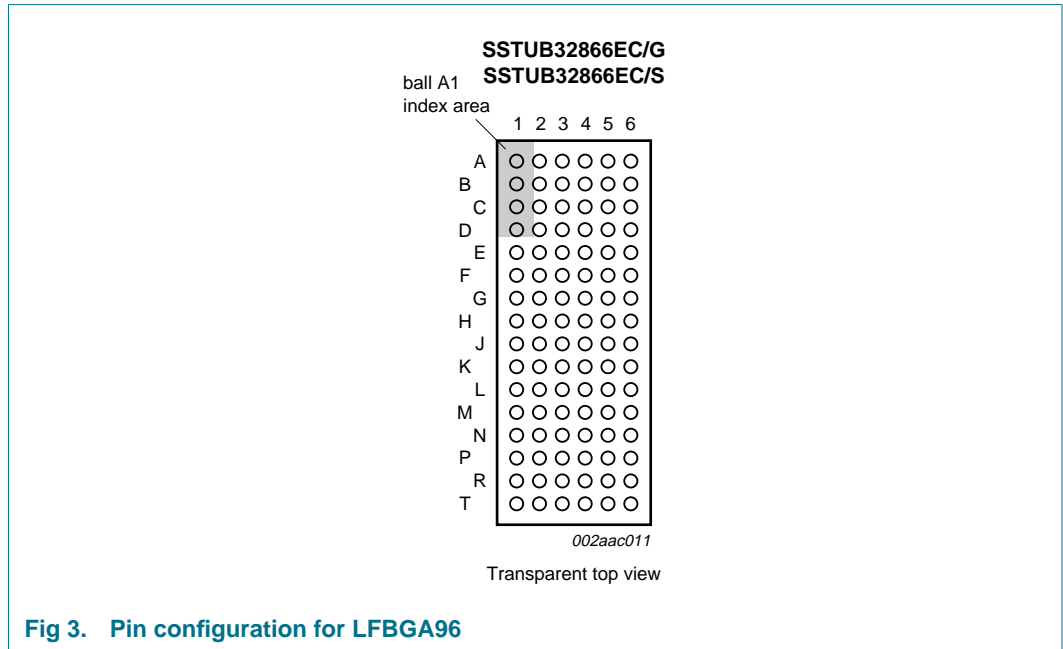 SSTUB32866EC/G
SSTUB32866EC/S
ball A1
index area
1 2 3 4 5 6
A
B
C
D
E
F
G
H
J
K
L
M
N
P
R
T
002aac011
Transparent top view
Fig 3. Pin configuration for LFBGA96